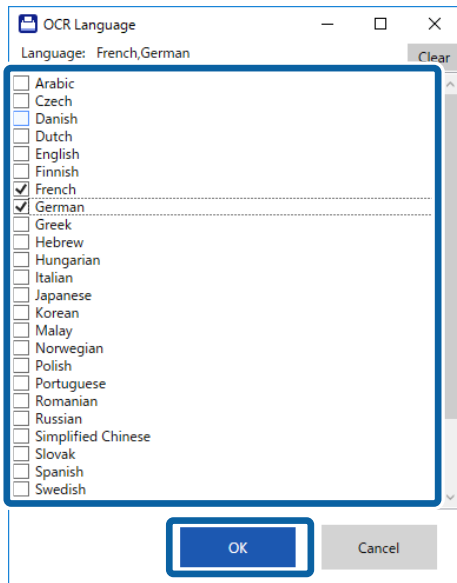 OCR Language
Language: French,German
Clear
Arabic
Czech
Danish
Dutch
English
Finnish
French
German
Greek
Hebrew
Hungarian
Italian
Japanese
Korean
Malay
Norwegian
Polish
Portuguese
Romanian
Russian
Simplified Chinese
Slovak
Spanish
Swedish
OK
Cancel